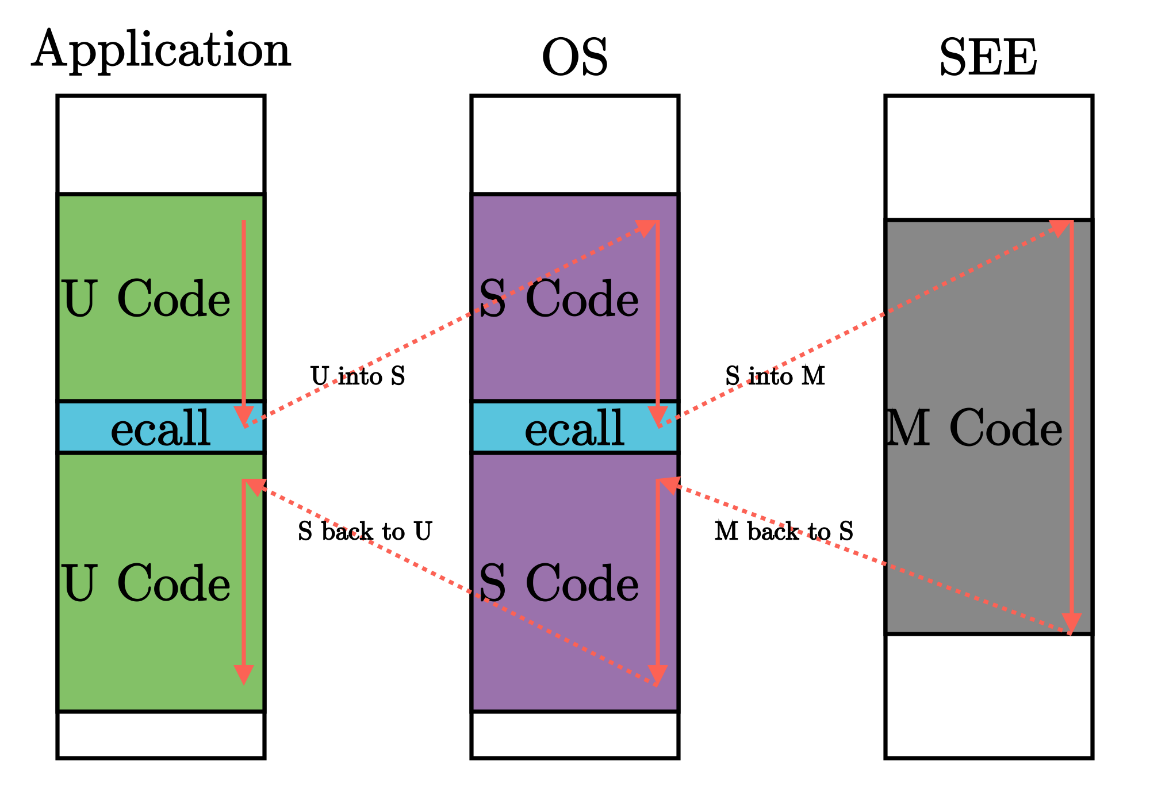 Application
OS
SEE
U Code
S Code
U into S
S into M
ecall
ecall
M Code
S back to U
M back to S
U Code
S Code